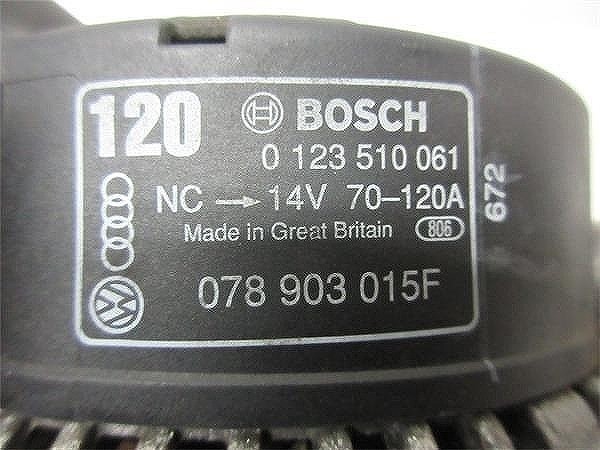 120
BOSCH
0 123 510 061
NC → 14V 70–120A
Made in Great Britain 806
078 903 015F
VW
672